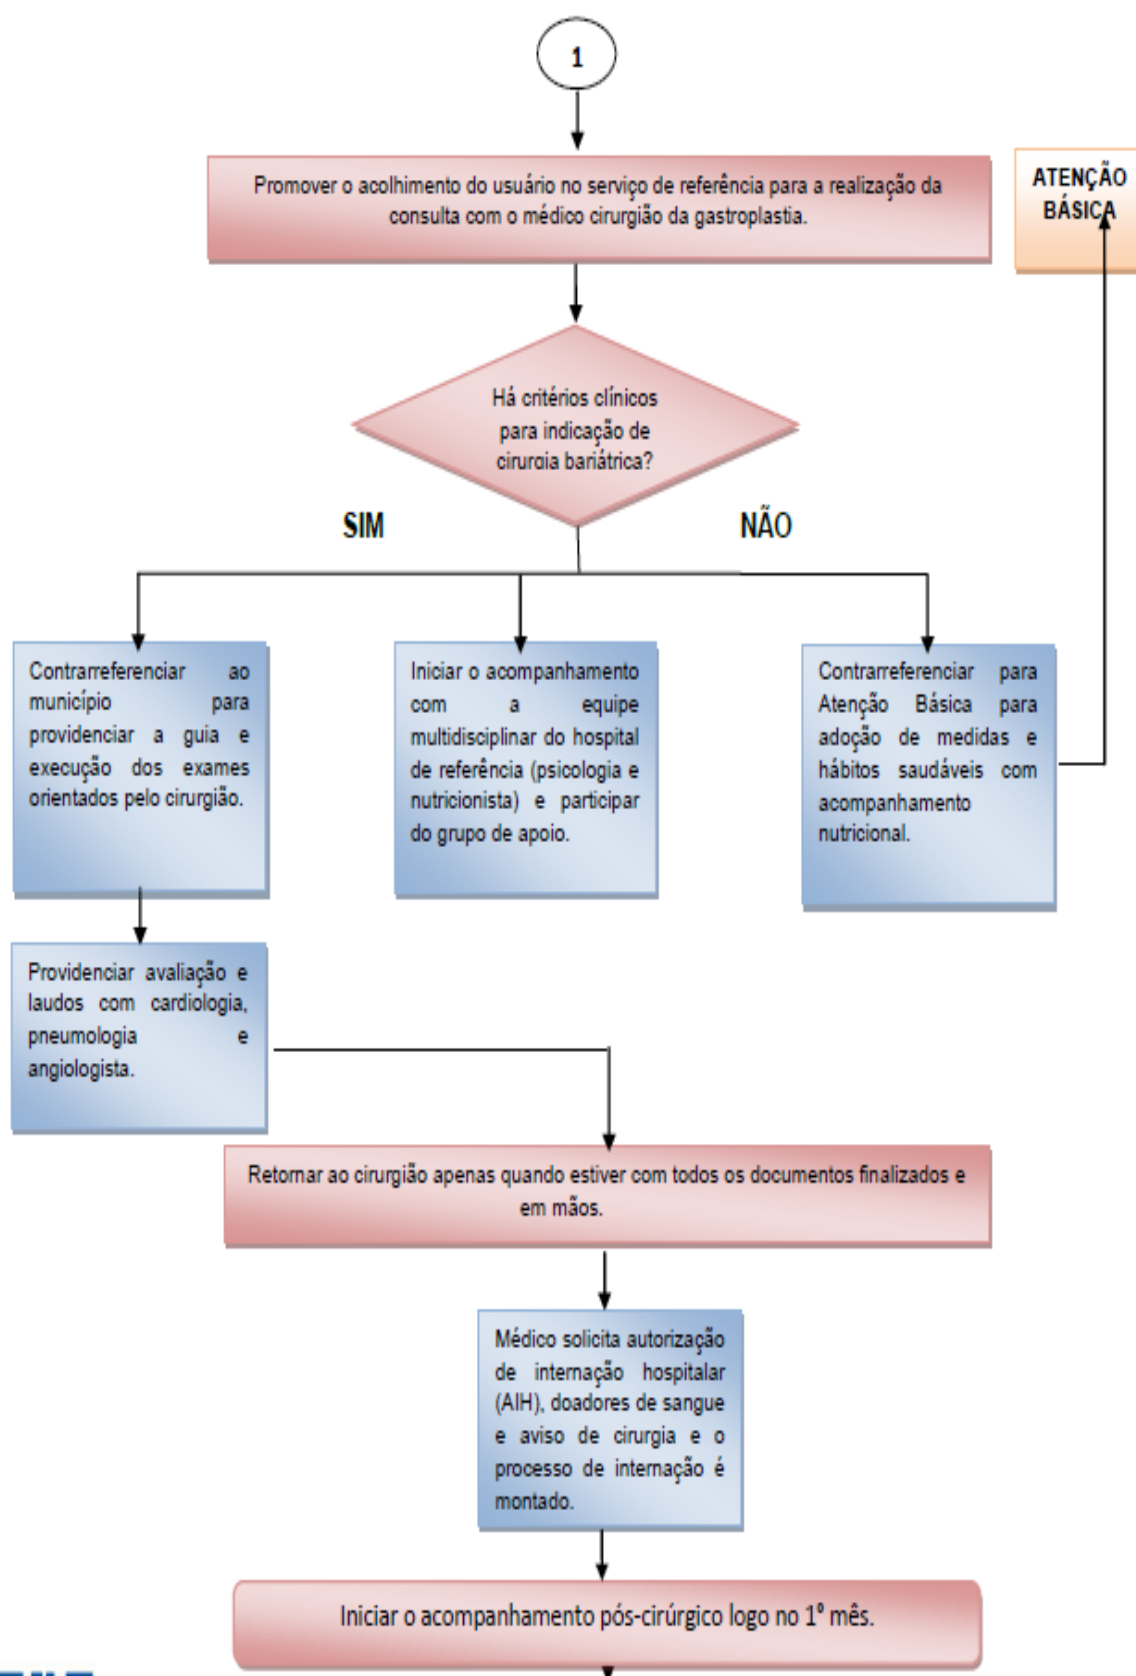 1
Promover o acolhimento do usuário no serviço de referência para a realização da
consulta com o médico cirurgião da gastroplastia.
ATENÇÃO
BÁSICA
Há critérios clínicos
para indicação de
cirurgia bariátrica?
SIM
NÃO
Contrarreferenciar ao
município para
providenciar a guia e
execução dos exames
orientados pelo cirurgião.
Iniciar o acompanhamento
com a equipe
multidisciplinar do hospital
de referência (psicologia e
nutricionista) e participar
do grupo de apoio.
Contrarreferenciar para
Atenção Básica para
adoção de medidas e
hábitos saudáveis com
acompanhamento
nutricional.
Providenciar avaliação e
laudos com cardiologia,
pneumologia e
angiologista.
Retornar ao cirurgião apenas quando estiver com todos os documentos finalizados e
em mãos.
Médico solicita autorização
de internação hospitalar
(AIH), doadores de sangue
e aviso de cirurgia e o
processo de internação é
montado.
Iniciar o acompanhamento pós-cirúrgico logo no 1º mês.